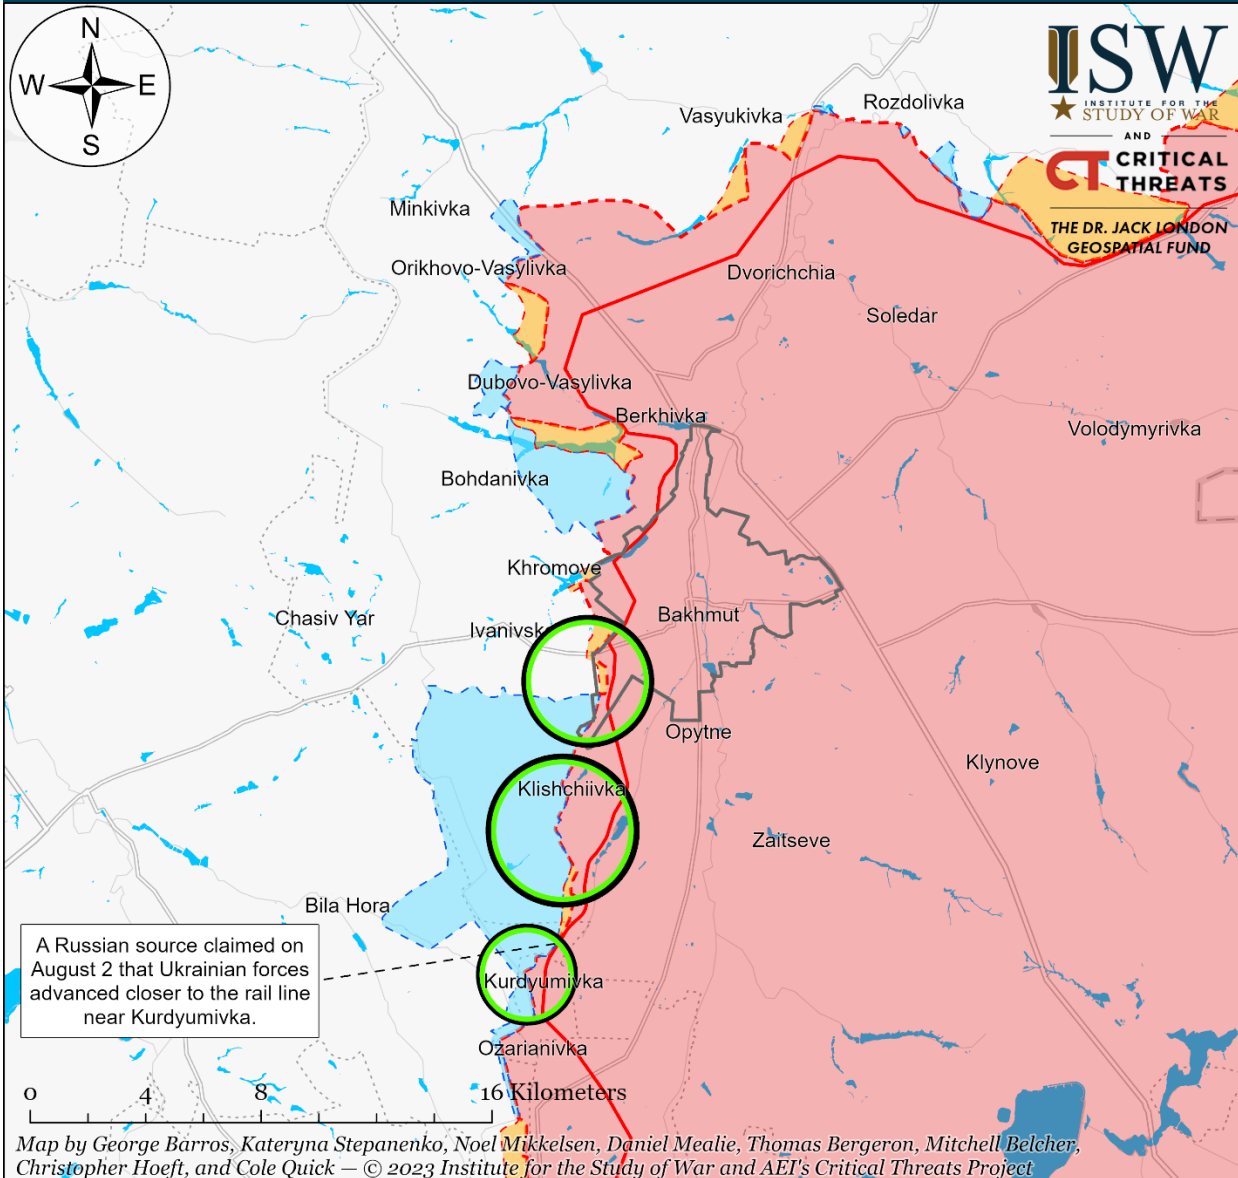 N
W
E
S
ISW
INSTITUTE FOR THE
STUDY OF WAR
AND
CT CRITICAL
THREATS
THE DR. JACK LONDON
GEOSPATIAL FUND
Rozdolivka
Vasyukivka
Minkivka
Orikhovo-Vasylivka
Dvorichchia
Soledar
Dubovo-Vasylivka
Berkhivka
Volodymyrivka
Bohdanivka
Khromove
Bakhmut
Chasiv Yar
Ivanivsk
Opytne
Klynove
Klishchiivka
Zaitseve
Bila Hora
A Russian source claimed on
August 2 that Ukrainian forces
advanced closer to the rail line
near Kurdyumivka.
Kurdyumivka
Ozarianivka
0 4 8 16 Kilometers
Map by George Barros, Kateryna Stepanenko, Noel Mikkelsen, Daniel Mealie, Thomas Bergeron, Mitchell Belcher,
Christopher Hoeft, and Cole Quick — © 2023 Institute for the Study of War and AEI's Critical Threats Project